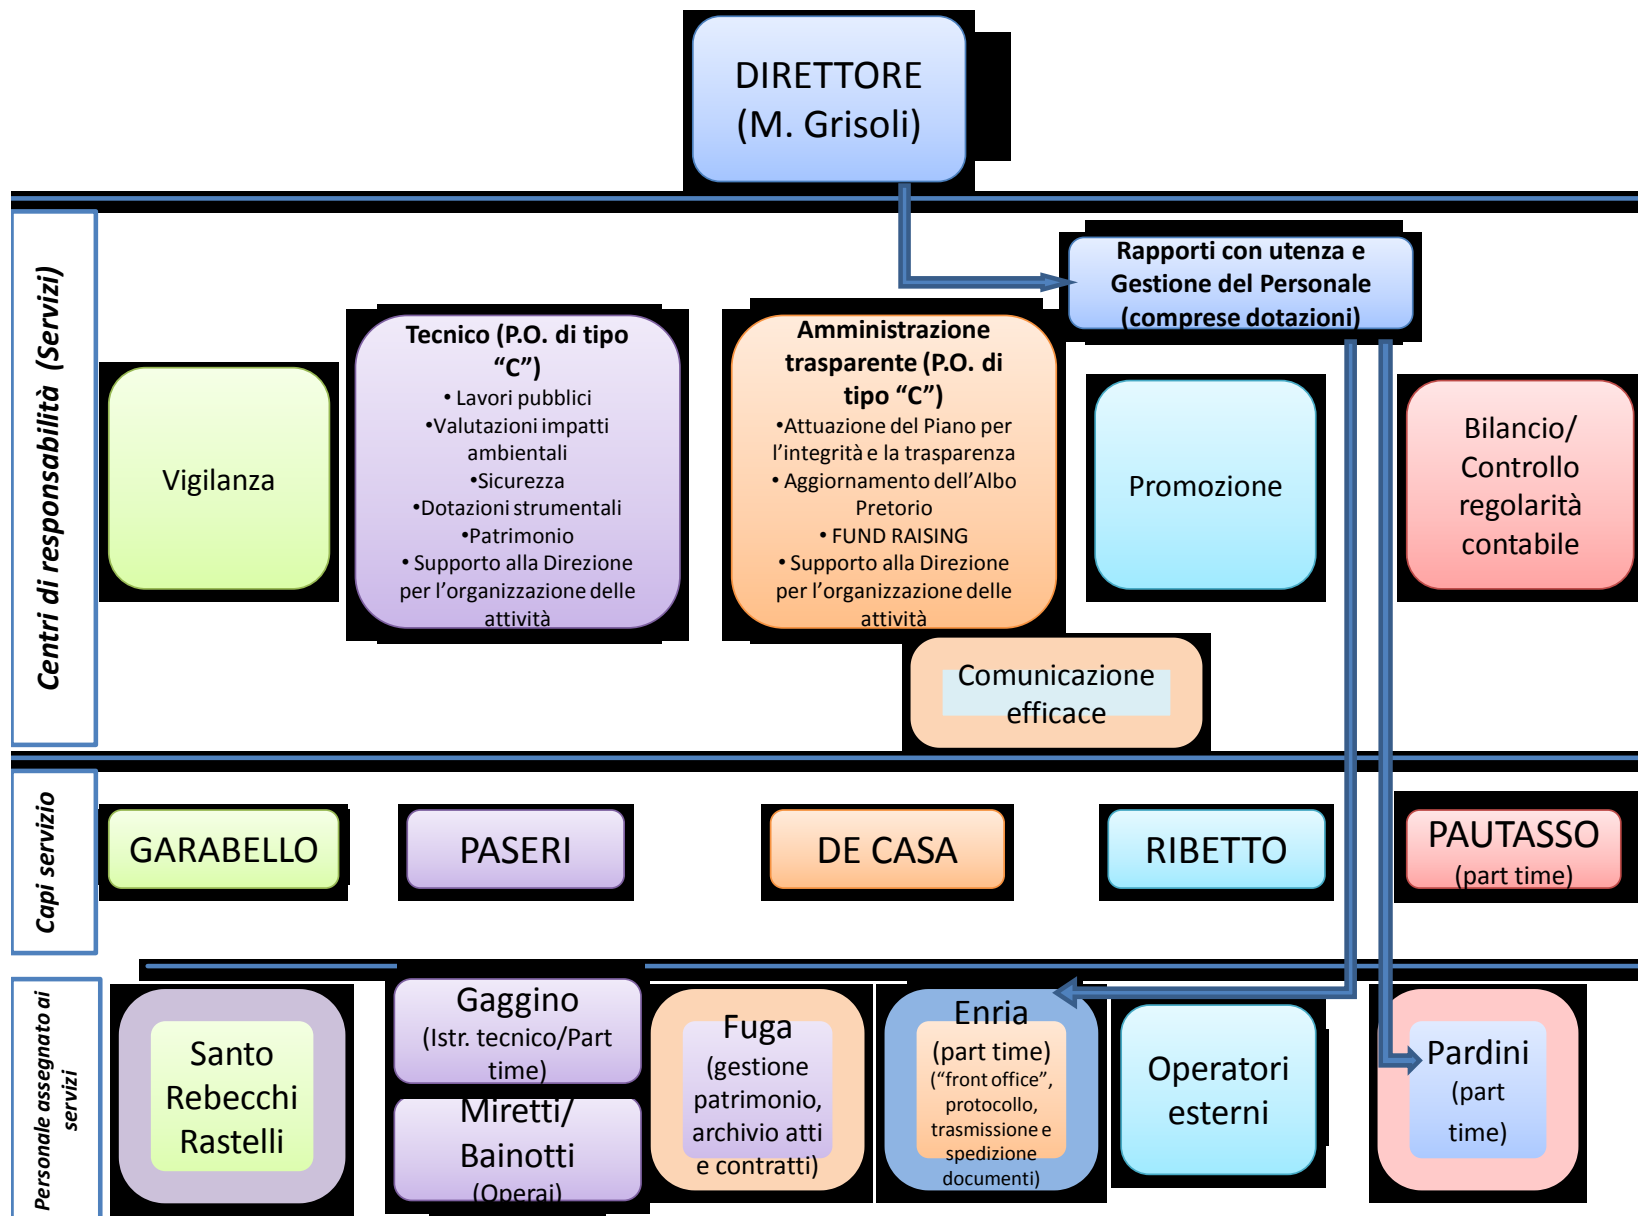 DIRETTORE
(M. Grisoli)
Centri di responsabilità (Servizi)
Rapporti con utenza e
Gestione del Personale
(comprese dotazioni)
Vigilanza
Tecnico (P.O. di tipo
“C”)
• Lavori pubblici
•Valutazioni impatti
ambientali
•Sicurezza
•Dotazioni strumentali
•Patrimonio
• Supporto alla Direzione
per l’organizzazione delle
attività
Amministrazione
trasparente (P.O. di
tipo “C”)
•Attuazione del Piano per
l’integrità e la trasparenza
• Aggiornamento dell’Albo
Pretorio
• FUND RAISING
• Supporto alla Direzione
per l’organizzazione delle
attività
Promozione
Bilancio/
Controllo
regolarità
contabile
Comunicazione
efficace
Capi servizio
GARABELLO
PASERI
DE CASA
RIBETTO
PAUTASSO
(part time)
Personale assegnato ai
servizi
Santo
Rebecchi
Rastelli
Gaggino
(Istr. tecnico/Part
time)
Miretti/
Bainotti
(Operai)
Fuga
(gestione
patrimonio,
archivio atti
e contratti)
Enria
(part time)
(“front office”,
protocollo,
trasmissione e
spedizione
documenti)
Operatori
esterni
Pardini
(part
time)